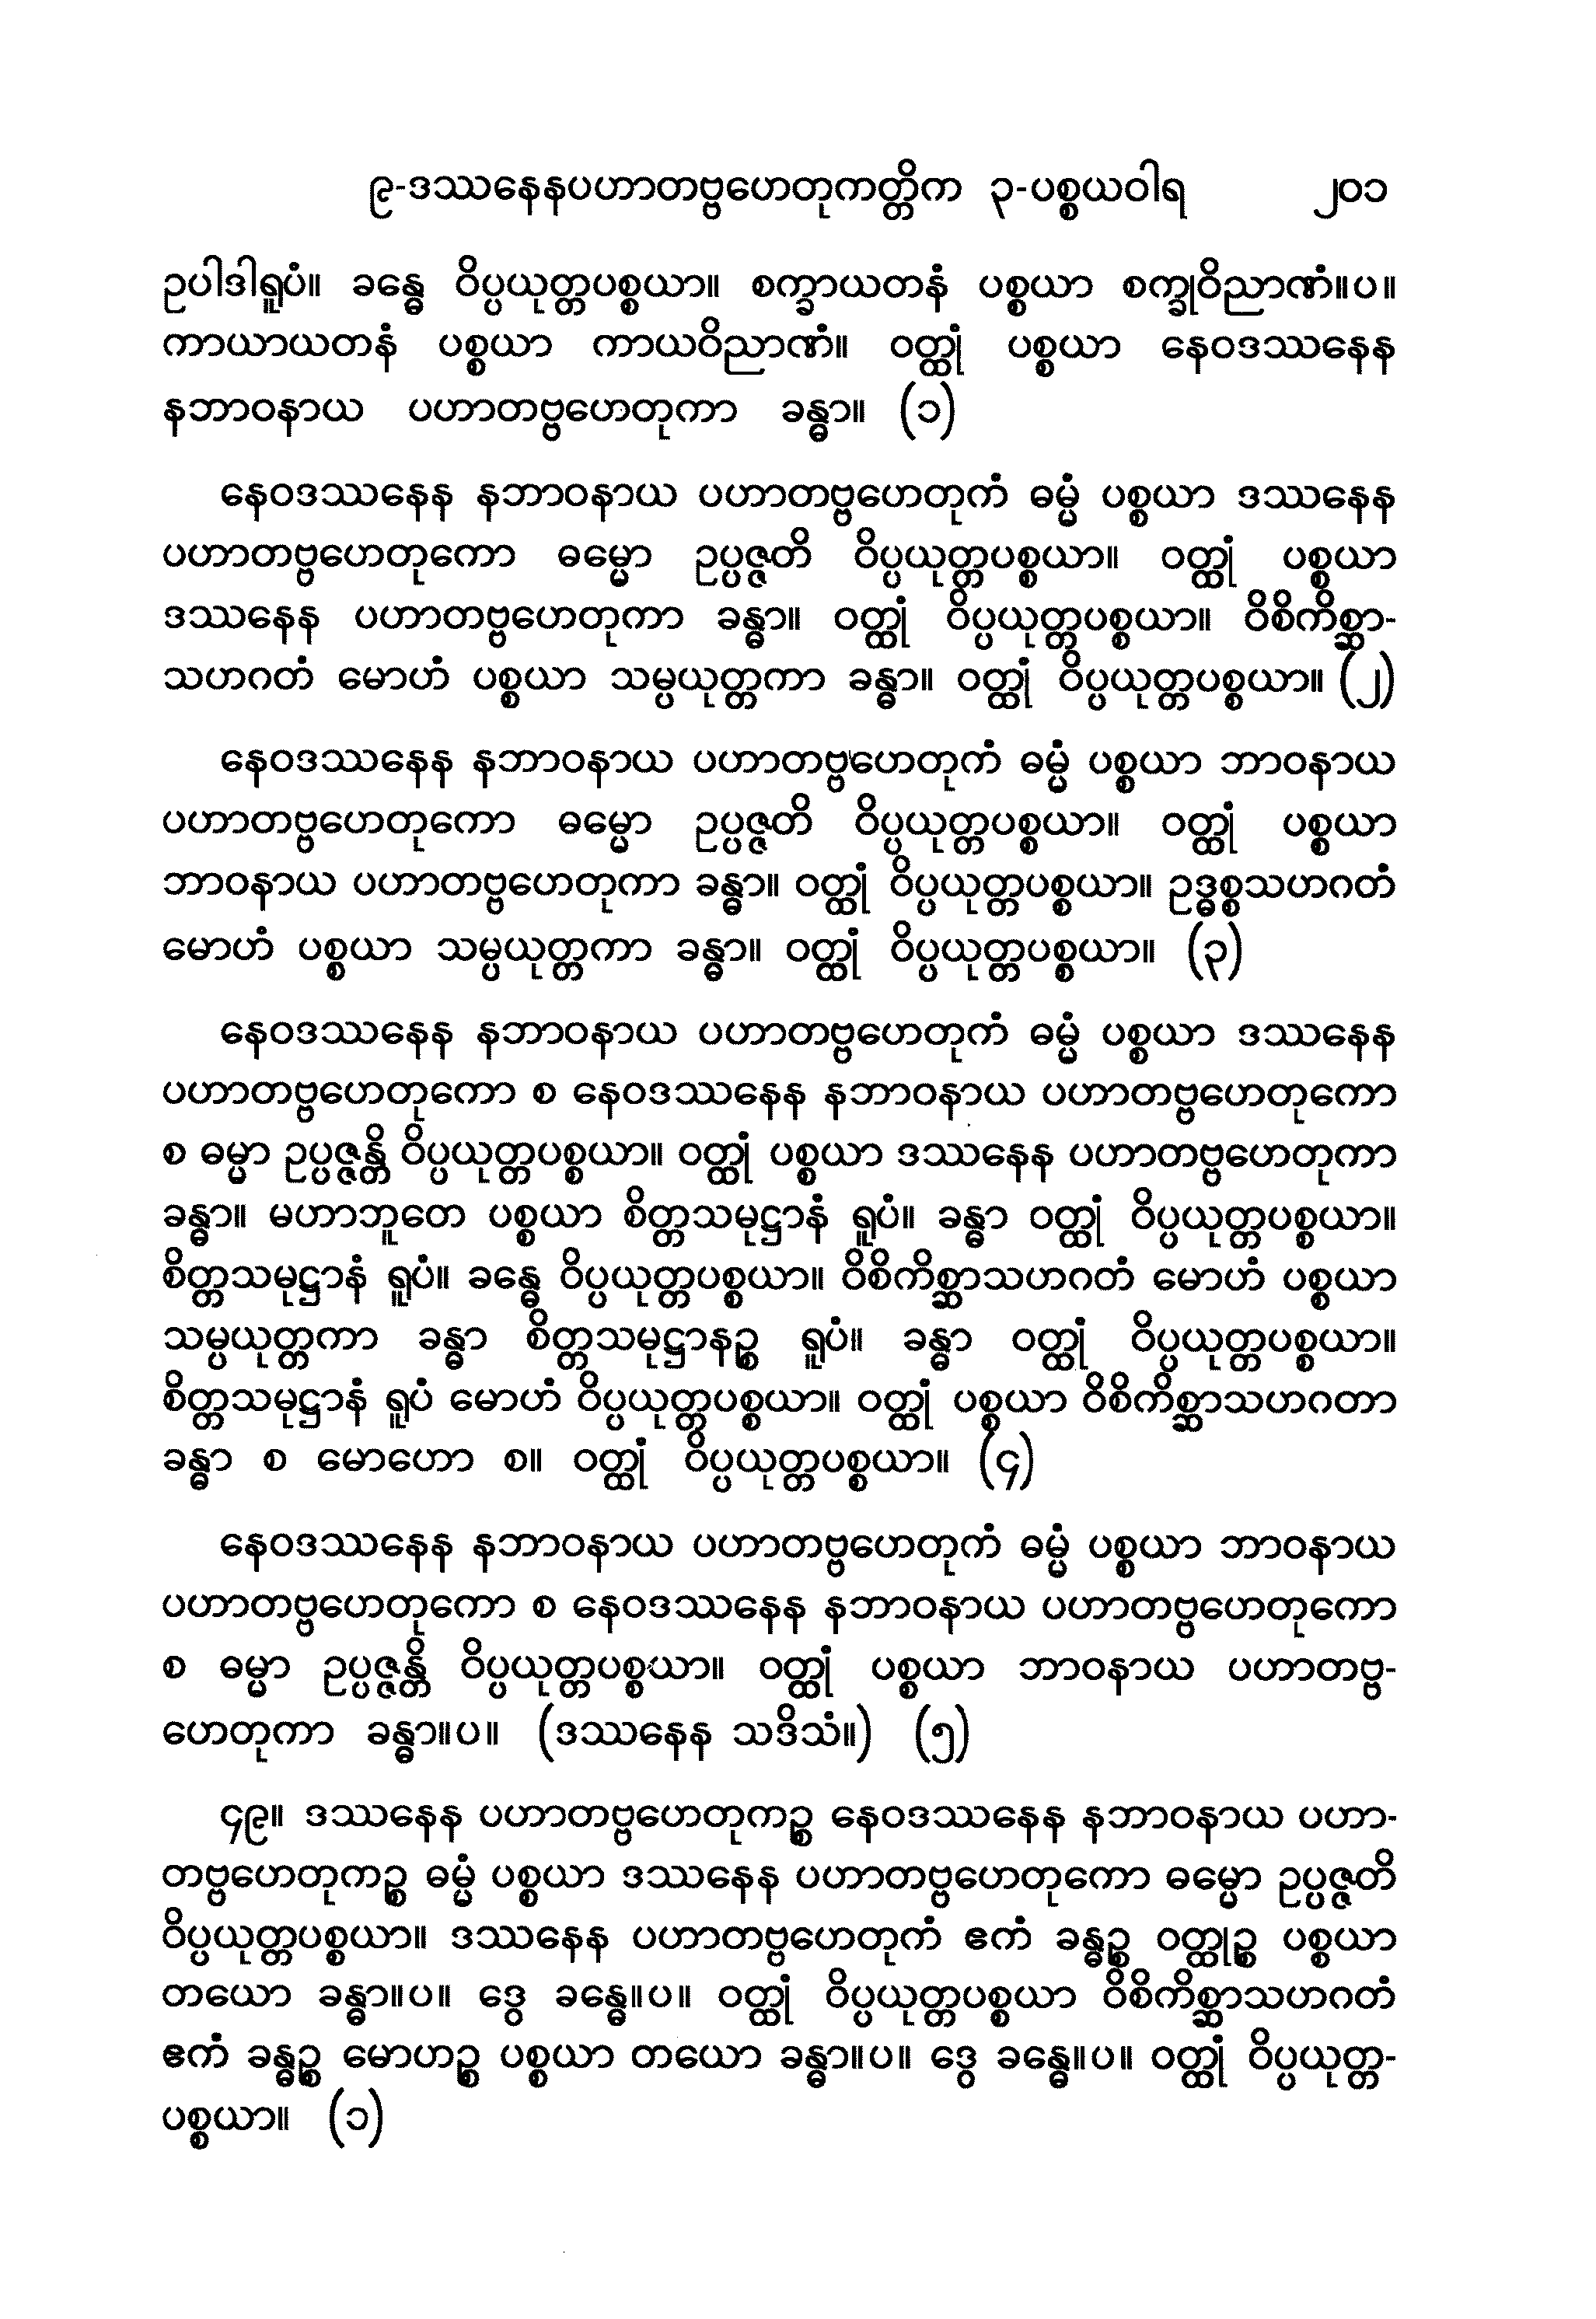 ၉-ဒဿနေနပဟာတဗ္ဗဟေတုကတ္တိက ၃-ပစ္စယဝါရ ၂၀၁
ဥပါဒါရူပံ။ ခန္ဓေ ဝိပ္ပယုတ္တပစ္စယာ။ စက္ခာယတနံ ပစ္စယာ စက္ခုဝိညာဏံ။ပ။
ကာယာယတနံ ပစ္စယာ ကာယဝိညာဏံ။ ဝတ္ထုံ ပစ္စယာ နေဝဒဿနေန
နဘာဝနာယ ပဟာတဗ္ဗဟေတုကာ ခန္ဓာ။ (၁)
နေဝဒဿနေန နဘာဝနာယ ပဟာတဗ္ဗဟေတုကံ ဓမ္မံ ပစ္စယာ ဒဿနေန
ပဟာတဗ္ဗဟေတုကော ဓမ္မော ဥပ္ပဇ္ဇတိ ဝိပ္ပယုတ္တပစ္စယာ။ ဝတ္ထုံ ပစ္စယာ
ဒဿနေန ပဟာတဗ္ဗဟေတုကာ ခန္ဓာ။ ဝတ္ထုံ ဝိပ္ပယုတ္တပစ္စယာ။ ဝိစိကိစ္ဆာ-
သဟဂတံ မောဟံ ပစ္စယာ သမ္ပယုတ္တကာ ခန္ဓာ။ ဝတ္ထုံ ဝိပ္ပယုတ္တပစ္စယာ။ (၂)
နေဝဒဿနေန နဘာဝနာယ ပဟာတဗ္ဗဟေတုကံ ဓမ္မံ ပစ္စယာ ဘာဝနာယ
ပဟာတဗ္ဗဟေတုကော ဓမ္မော ဥပ္ပဇ္ဇတိ ဝိပ္ပယုတ္တပစ္စယာ။ ဝတ္ထုံ ပစ္စယာ
ဘာဝနာယ ပဟာတဗ္ဗဟေတုကာ ခန္ဓာ။ ဝတ္ထုံ ဝိပ္ပယုတ္တပစ္စယာ။ ဥဒ္ဓစ္စသဟဂတံ
မောဟံ ပစ္စယာ သမ္ပယုတ္တကာ ခန္ဓာ။ ဝတ္ထုံ ဝိပ္ပယုတ္တပစ္စယာ။ (၃)
နေဝဒဿနေန နဘာဝနာယ ပဟာတဗ္ဗဟေတုကံ ဓမ္မံ ပစ္စယာ ဒဿနေန
ပဟာတဗ္ဗဟေတုကော စ နေဝဒဿနေန နဘာဝနာယ ပဟာတဗ္ဗဟေတုကော
စ ဓမ္မာ ဥပ္ပဇ္ဇန္တိ ဝိပ္ပယုတ္တပစ္စယာ။ ဝတ္ထုံ ပစ္စယာ ဒဿနေန ပဟာတဗ္ဗဟေတုကာ
ခန္ဓာ။ မဟာဘူတေ ပစ္စယာ စိတ္တသမုဋ္ဌာနံ ရူပံ။ ခန္ဓာ ဝတ္ထုံ ဝိပ္ပယုတ္တပစ္စယာ။
စိတ္တသမုဋ္ဌာနံ ရူပံ။ ခန္ဓေ ဝိပ္ပယုတ္တပစ္စယာ။ ဝိစိကိစ္ဆာသဟဂတံ မောဟံ ပစ္စယာ
သမ္ပယုတ္တကာ ခန္ဓာ စိတ္တသမုဋ္ဌာနဉ္စ ရူပံ။ ခန္ဓာ ဝတ္ထုံ ဝိပ္ပယုတ္တပစ္စယာ။
စိတ္တသမုဋ္ဌာနံ ရူပံ မောဟံ ဝိပ္ပယုတ္တပစ္စယာ။ ဝတ္ထုံ ပစ္စယာ ဝိစိကိစ္ဆာသဟဂတာ
ခန္ဓာ စ မောဟော စ။ ဝတ္ထုံ ဝိပ္ပယုတ္တပစ္စယာ။ (၄)
နေဝဒဿနေန နဘာဝနာယ ပဟာတဗ္ဗဟေတုကံ ဓမ္မံ ပစ္စယာ ဘာဝနာယ
ပဟာတဗ္ဗဟေတုကော စ နေဝဒဿနေန နဘာဝနာယ ပဟာတဗ္ဗဟေတုကော
စ ဓမ္မာ ဥပ္ပဇ္ဇန္တိ ဝိပ္ပယုတ္တပစ္စယာ။ ဝတ္ထုံ ပစ္စယာ ဘာဝနာယ ပဟာတဗ္ဗ-
ဟေတုကာ ခန္ဓာ။ပ။ (ဒဿနေန သဒိသံ။) (၅)
၄၉။ ဒဿနေန ပဟာတဗ္ဗဟေတုကဉ္စ နေဝဒဿနေန နဘာဝနာယ ပဟာ-
တဗ္ဗဟေတုကဉ္စ ဓမ္မံ ပစ္စယာ ဒဿနေန ပဟာတဗ္ဗဟေတုကော ဓမ္မော ဥပ္ပဇ္ဇတိ
ဝိပ္ပယုတ္တပစ္စယာ။ ဒဿနေန ပဟာတဗ္ဗဟေတုကံ ဧကံ ခန္ဓဉ္စ ဝတ္ထုဉ္စ ပစ္စယာ
တယော ခန္ဓာ။ပ။ ဒွေ ခန္ဓေ။ပ။ ဝတ္ထုံ ဝိပ္ပယုတ္တပစ္စယာ ဝိစိကိစ္ဆာသဟဂတံ
ဧကံ ခန္ဓဉ္စ မောဟဉ္စ ပစ္စယာ တယော ခန္ဓာ။ပ။ ဒွေ ခန္ဓေ။ပ။ ဝတ္ထုံ ဝိပ္ပယုတ္တ-
ပစ္စယာ။ (၁)